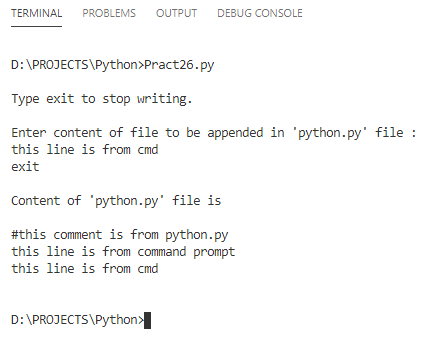 TERMINAL PROBLEMS OUTPUT DEBUG CONSOLE
D:\PROJECTS\Python>Pract26.py
Type exit to stop writing.
Enter content of file to be appended in 'python.py' file :
this line is from cmd
exit
Content of 'python.py' file is
#this comment is from python.py
this line is from command prompt
this line is from cmd
D:\PROJECTS\Python>